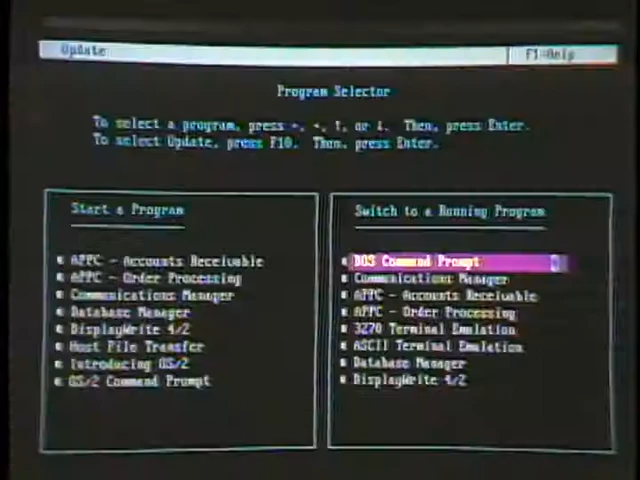 Update
F1=Help
Program Selector
To select a program, press →, ←, ↑, or ↓. Then, press Enter.
To select Update, press F10. Then, press Enter.
Start a Program
APPC - Accounts Receivable
APPC - Order Processing
Communications Manager
Database Manager
DisplayWrite 4/2
Host File Transfer
Introducing OS/2
OS/2 Command Prompt
Switch to a Running Program
DOS Command Prompt
Communications Manager
APPC - Accounts Receivable
APPC - Order Processing
3270 Terminal Emulation
ASCII Terminal Emulation
Database Manager
DisplayWrite 4/2